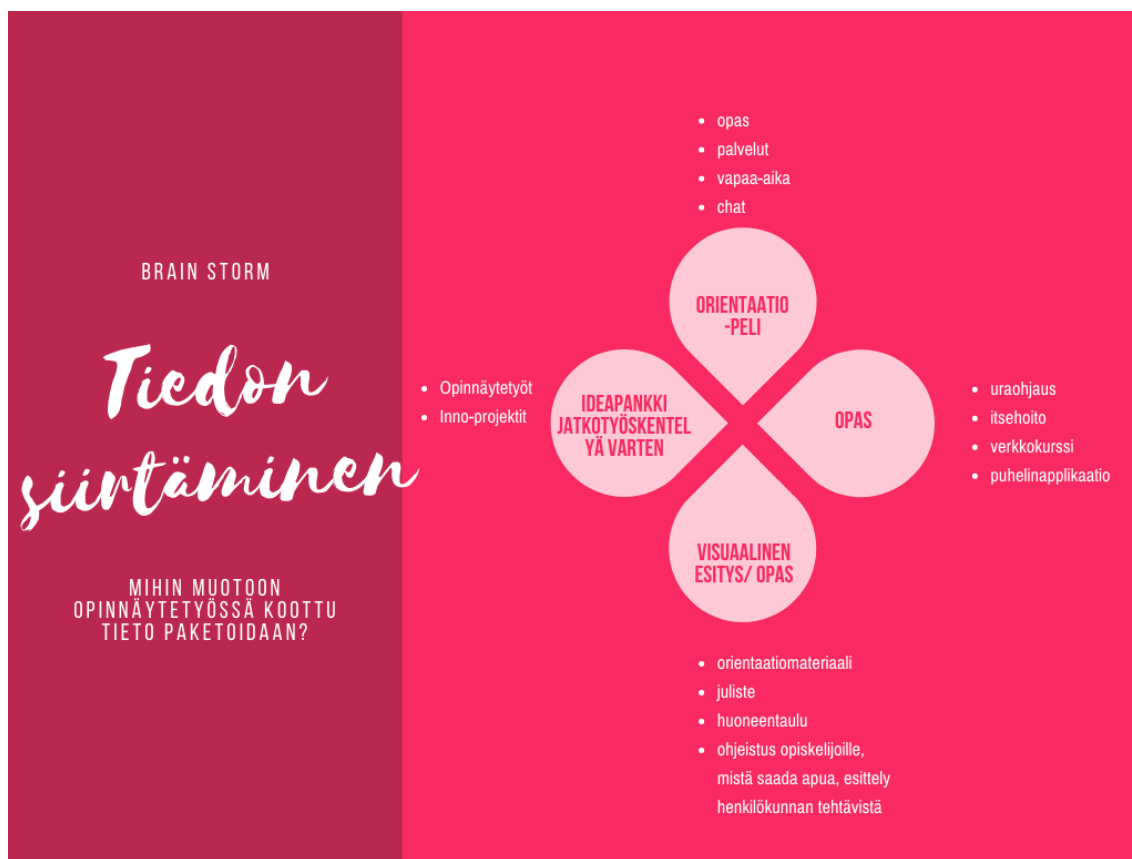 BRAIN STORM
Tiedon
siirtäminen
MIHIN MUOTOON
OPINNÄYTETYÖSSÄ KOOTTU
TIETO PAKETOIDAAN?
• opas
• palvelut
• vapaa-aika
• chat
ORIENTAATIO
-PELI
• Opinnäytetyöt
• Inno-projektit
IDEAPANKKI
JATKOTYÖSKENTEL
YÄ VARTEN
OPAS
• uraohjaus
• itsehoito
• verkkokurssi
• puhelinapplikaatio
VISUAALINEN
ESITYS/ OPAS
• orientaatiomateriaali
• juliste
• huoneentaulu
• ohjeistus opiskelijoille,
mistä saada apua, esittely
henkilökunnan tehtävistä